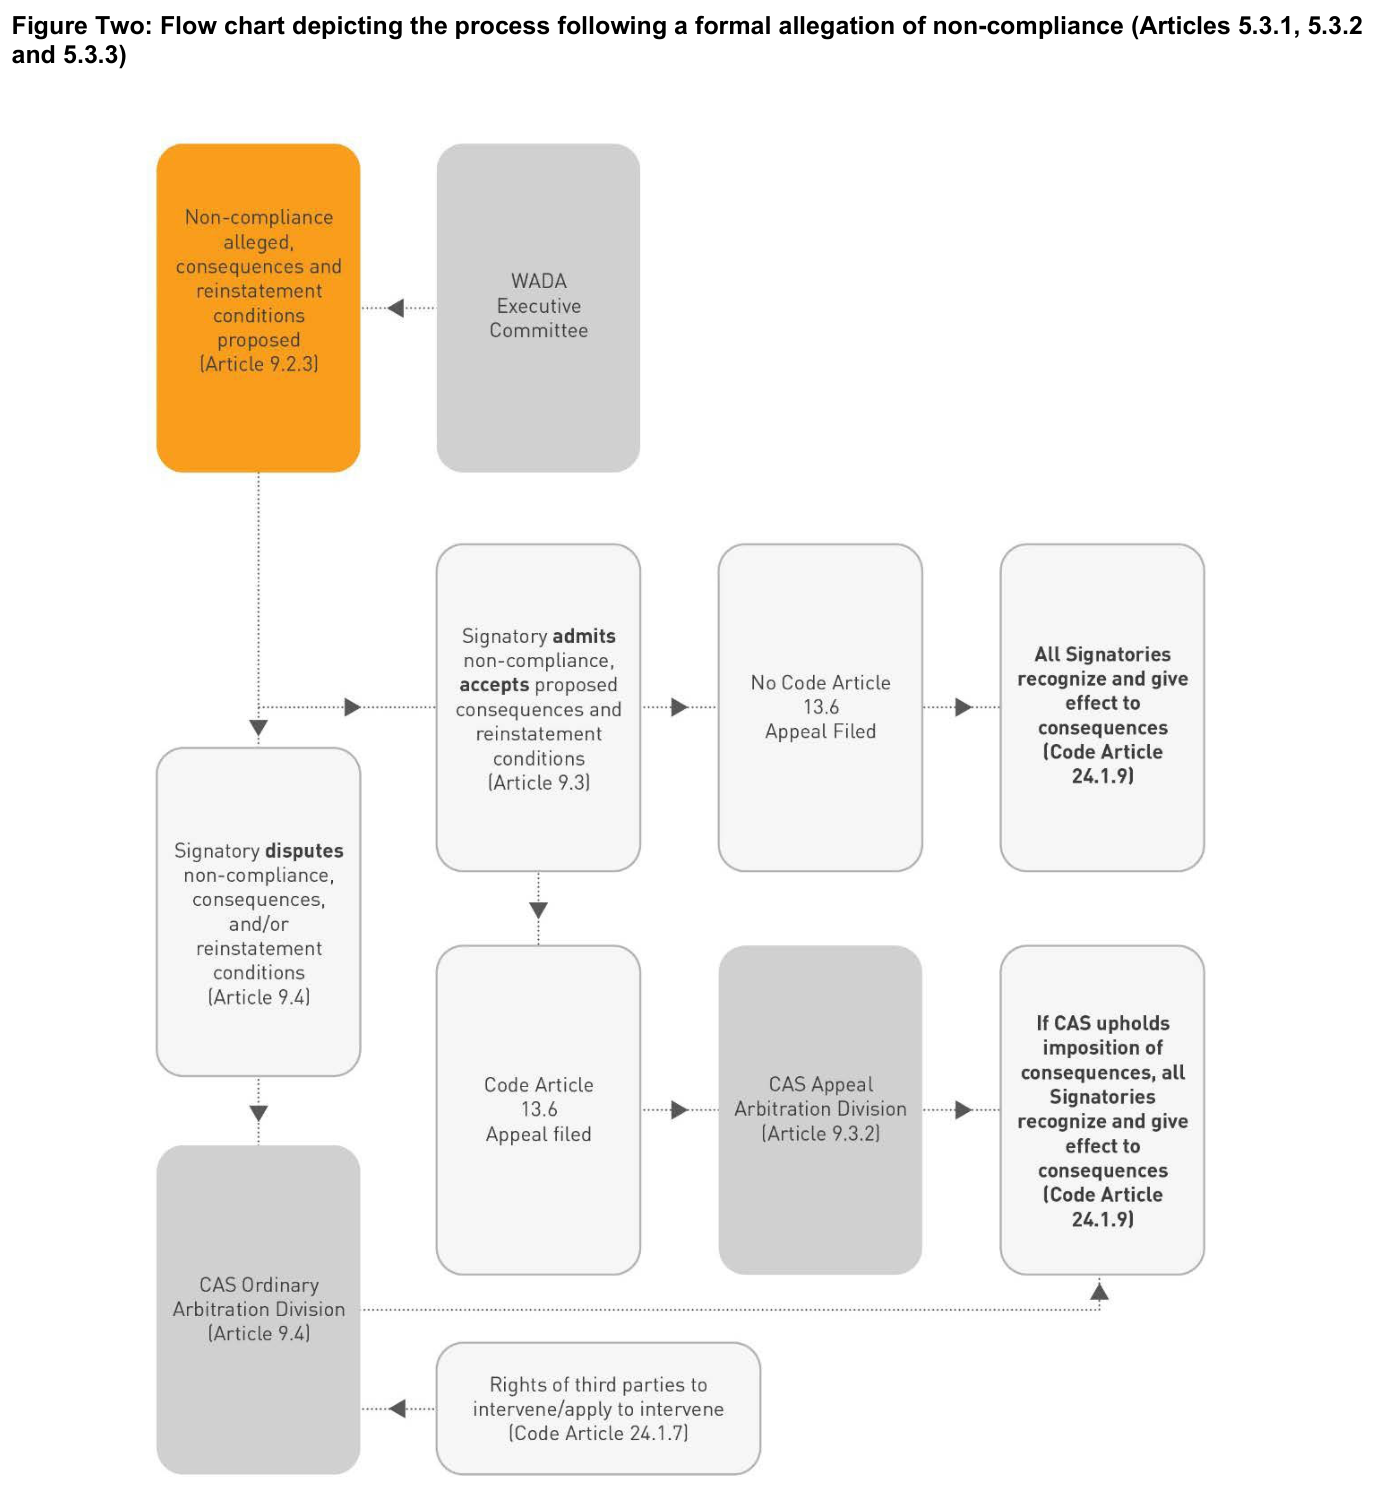 Figure Two: Flow chart depicting the process following a formal allegation of non-compliance (Articles 5.3.1, 5.3.2
and 5.3.3)
Non-compliance
alleged,
consequences and
reinstatement
conditions
proposed
(Article 9.2.3)
WADA
Executive
Committee
Signatory admits
non-compliance,
accepts proposed
consequences and
reinstatement
conditions
(Article 9.3)
No Code Article
13.6
Appeal Filed
All Signatories
recognize and give
effect to
consequences
(Code Article
24.1.9)
Signatory disputes
non-compliance,
consequences,
and/or
reinstatement
conditions
(Article 9.4)
Code Article
13.6
Appeal filed
CAS Appeal
Arbitration Division
(Article 9.3.2)
If CAS upholds
imposition of
consequences, all
Signatories
recognize and give
effect to
consequences
(Code Article
24.1.9)
CAS Ordinary
Arbitration Division
(Article 9.4)
Rights of third parties to
intervene/apply to intervene
(Code Article 24.1.7)